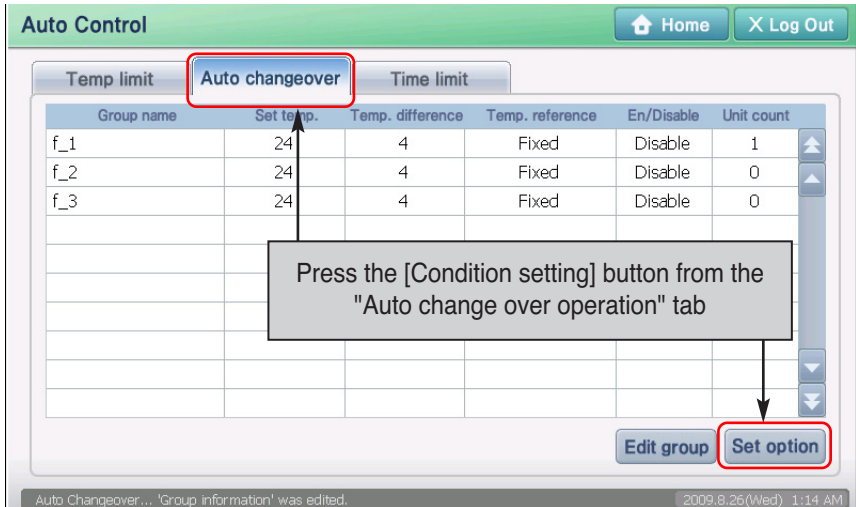 Auto Control
Home
X Log Out
Temp limit
Auto changeover
Time limit
Group name Set temp. Temp. difference Temp. reference En/Disable Unit count
f_1 24 4 Fixed Disable 1
f_2 24 4 Fixed Disable 0
f_3 24 4 Fixed Disable 0
Press the [Condition setting] button from the
"Auto change over operation" tab
Edit group
Set option
Auto Changeover... 'Group information' was edited.
2009.8.26(Wed) 1:14 AM